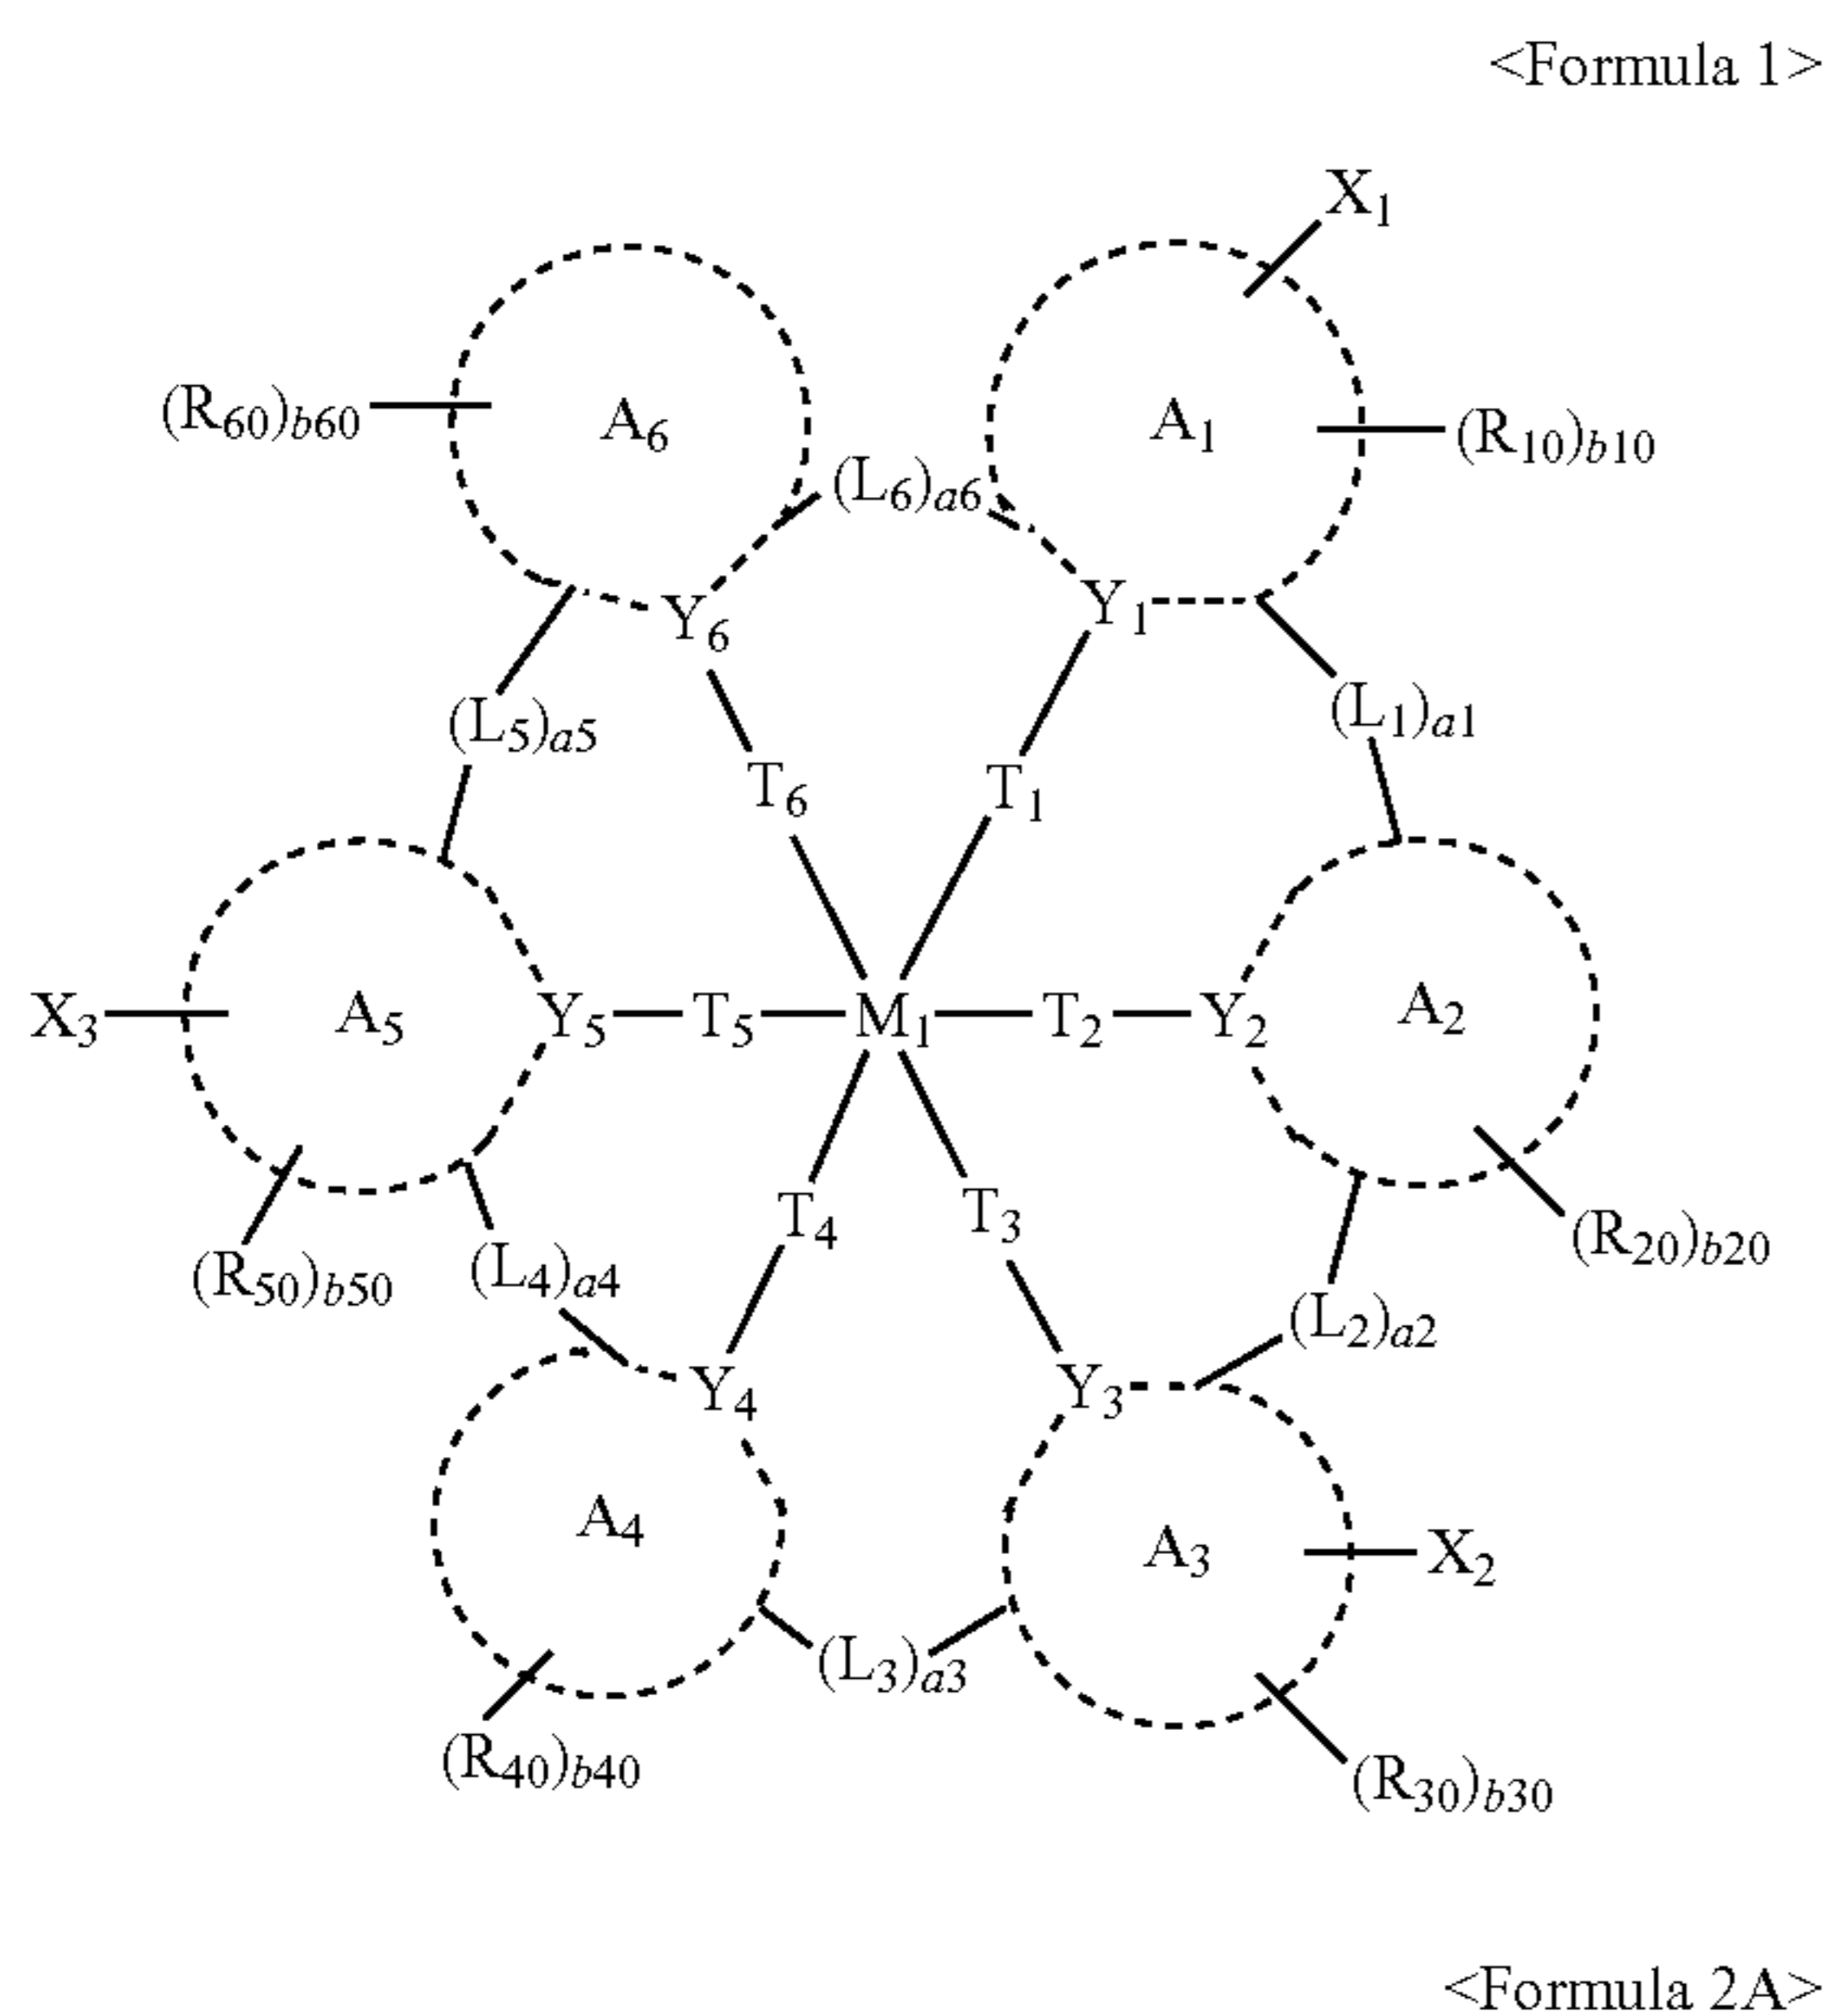 <Formula 1>
X1
(R60)b60
A6
A1
(R10)b10
(L6)a6
Y6
Y1
(L5)a5
(L1)a1
T6
T1
X3
A5
Y5
T5
M1
T2
Y2
A2
T4
T3
(R50)b50
(L4)a4
(R20)b20
(L2)a2
Y4
Y3
A4
A3
X2
(L3)a3
(R40)b40
(R30)b30
<Formula 2A>